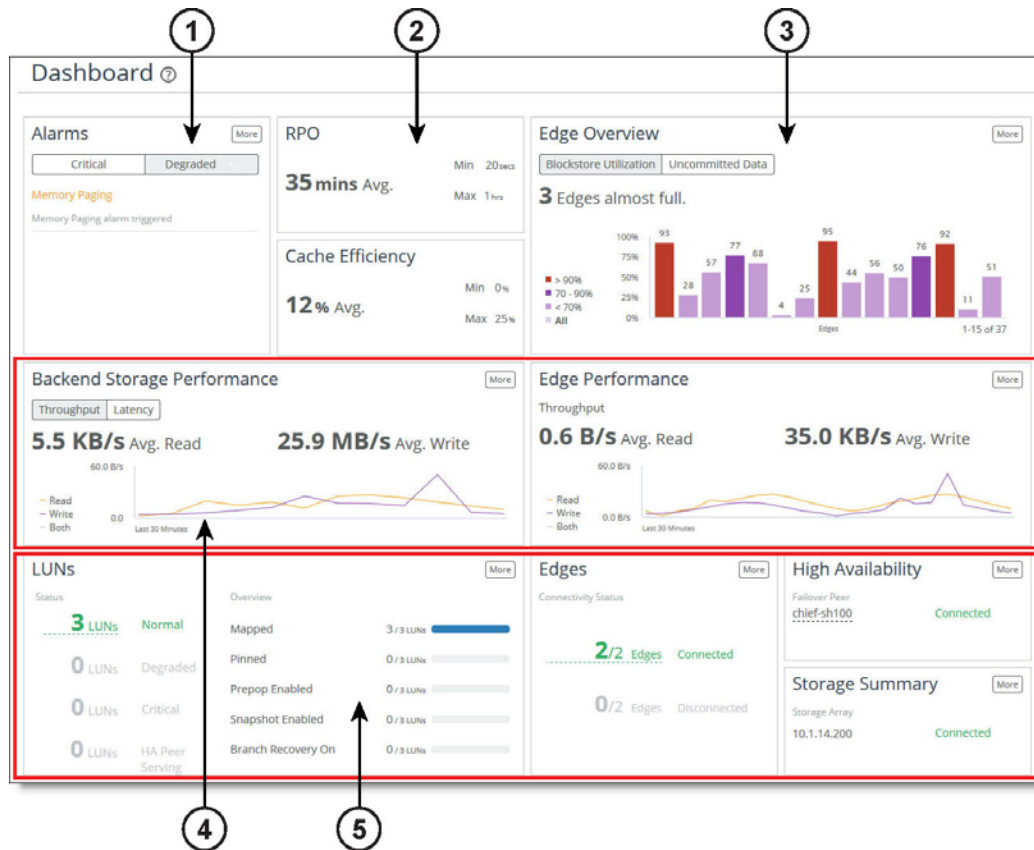 1
2
3
Dashboard ?
Alarms
More
Critical
Degraded
Memory Paging
Memory Paging alarm triggered
RPO
35 mins Avg.
Min 20 secs
Max 1 hrs
Cache Efficiency
12% Avg.
Min 0%
Max 25%
Edge Overview
More
Blockstore Utilization
Uncommitted Data
3 Edges almost full.
> 90%
70 - 90%
< 70%
All
100%
75%
50%
25%
0%
93
28
57
77
68
4
25
95
44
56
50
76
92
11
51
Edges
1-15 of 37
Backend Storage Performance
More
Throughput
Latency
5.5 KB/s Avg. Read
25.9 MB/s Avg. Write
60.0 B/s
0.0
Read
Write
Both
Last 30 Minutes
Edge Performance
More
Throughput
0.6 B/s Avg. Read
35.0 KB/s Avg. Write
60.0 B/s
0.0 B/s
Read
Write
Both
Last 30 Minutes
LUNs
More
Status
3 LUNs Normal
0 LUNs Degraded
0 LUNs Critical
0 LUNs HA Peer
Serving
Overview
Mapped 3 / 3 LUNs
Pinned 0 / 3 LUNs
Prepop Enabled 0 / 3 LUNs
Snapshot Enabled 0 / 3 LUNs
Branch Recovery On 0 / 3 LUNs
Edges
More
Connectivity Status
2/2 Edges Connected
0/2 Edges Disconnected
High Availability
More
Failover Peer
chief-sh100 Connected
Storage Summary
More
Storage Array
10.1.14.200 Connected
4
5